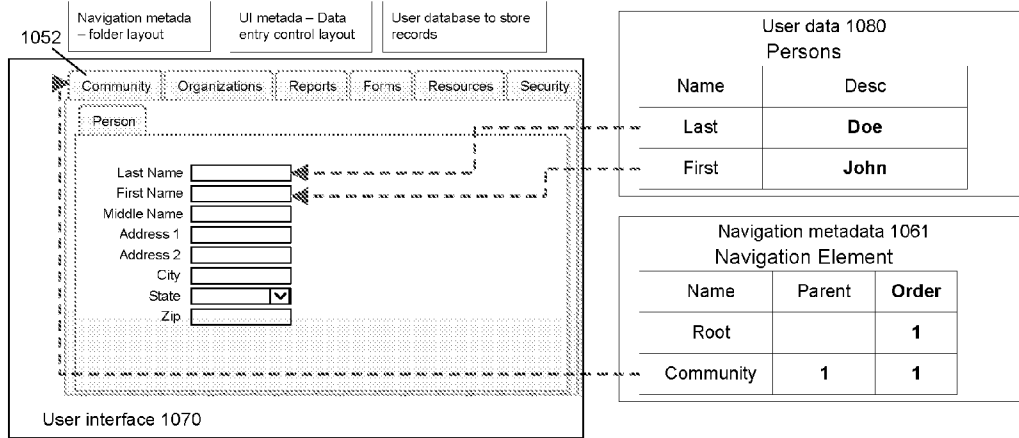 Navigation metada
– folder layout
UI metada – Data
entry control layout
User database to store
records
1052
Community
Organizations
Reports
Forms
Resources
Security
Person
Last Name
First Name
Middle Name
Address 1
Address 2
City
State
Zip
User interface 1070
User data 1080
Persons
Name Desc
Last Doe
First John
Navigation metadata 1061
Navigation Element
Name Parent Order
Root 1
Community 1 1